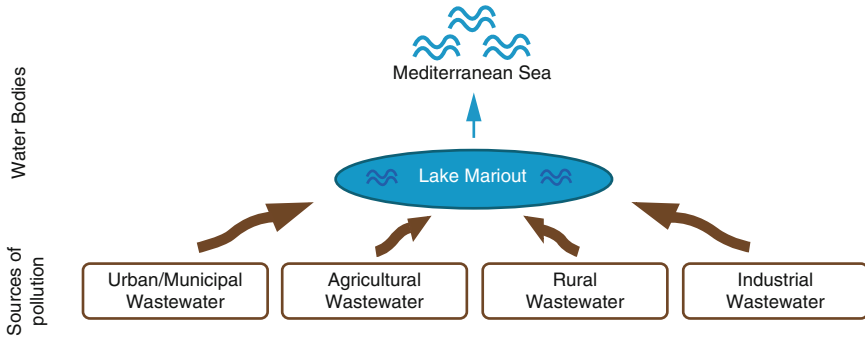 Mediterranean Sea
Water Bodies
Lake Mariout
Sources of
pollution
Urban/Municipal
Wastewater
Agricultural
Wastewater
Rural
Wastewater
Industrial
Wastewater